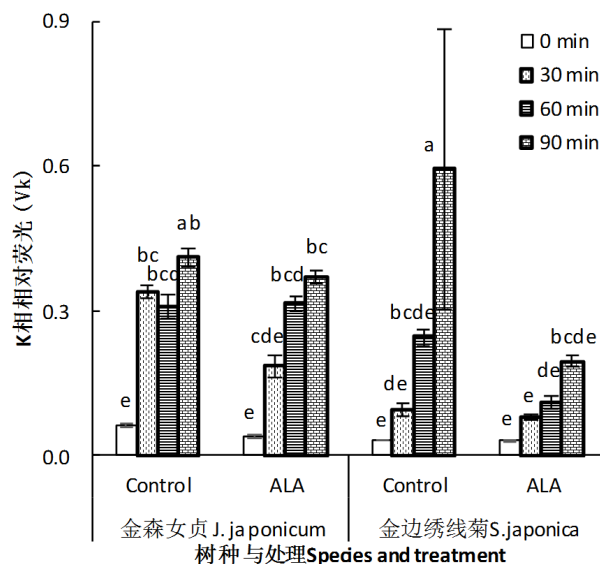 K相相对荧光（Vk）
0.9
0.6
0.3
0.0
0 min
30 min
60 min
90 min
e
bc
bcd
ab
e
cde
bcd
bc
e
de
bcde
a
e
e
de
bcde
Control
ALA
Control
ALA
金森女贞J.japonicum
金边绣线菊S.japonica
树种与处理Species and treatment